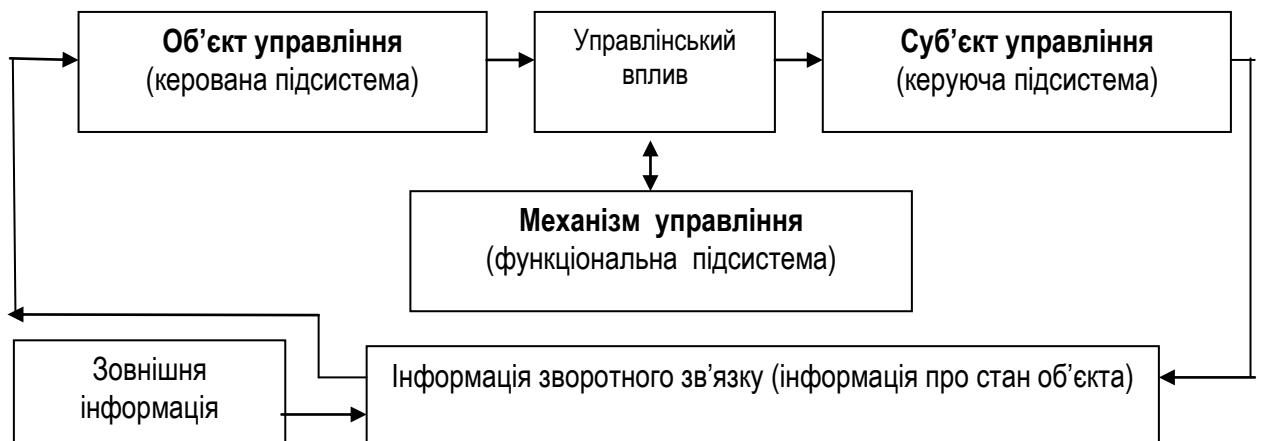 Об’єкт управління
(керована підсистема)
Управлінський
вплив
Суб’єкт управління
(керуюча підсистема)
Механізм управління
(функціональна підсистема)
Зовнішня
інформація
Інформація зворотного зв’язку (інформація про стан об’єкта)